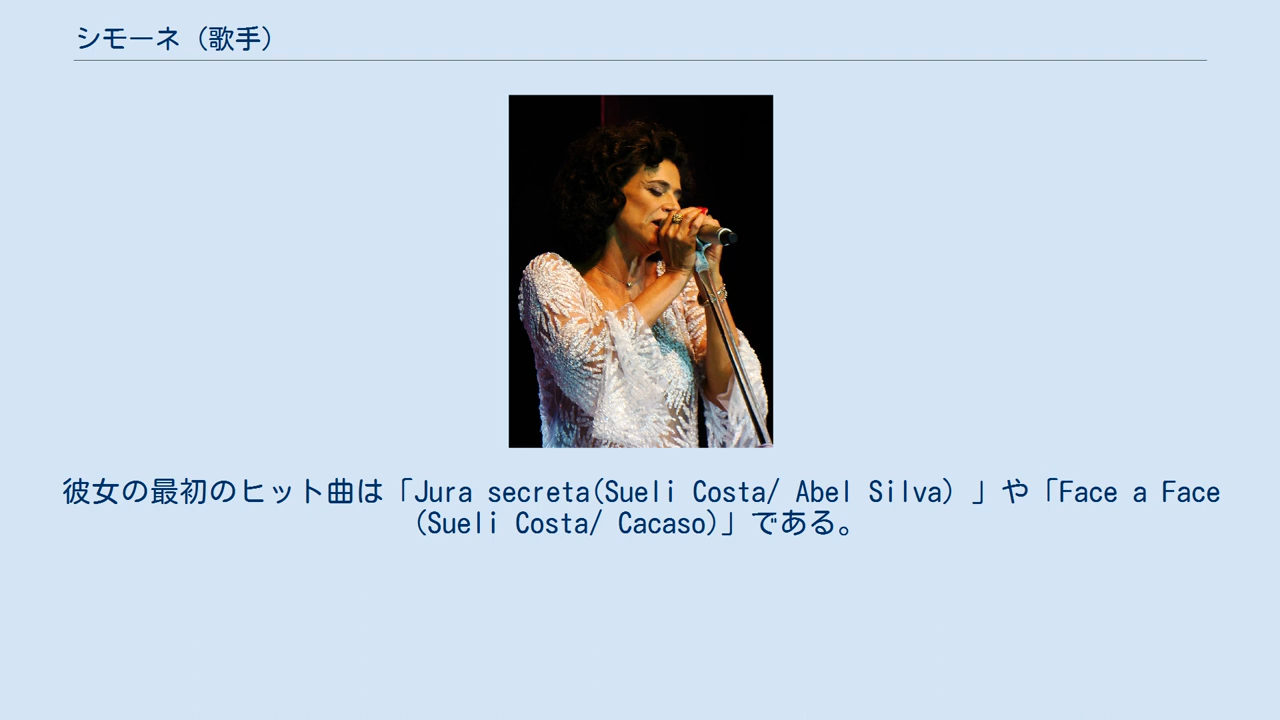 シモーネ（歌手）
彼女の最初のヒット曲は「Jura secreta(Sueli Costa/ Abel Silva) 」や「Face a Face
(Sueli Costa/ Cacaso)」である。